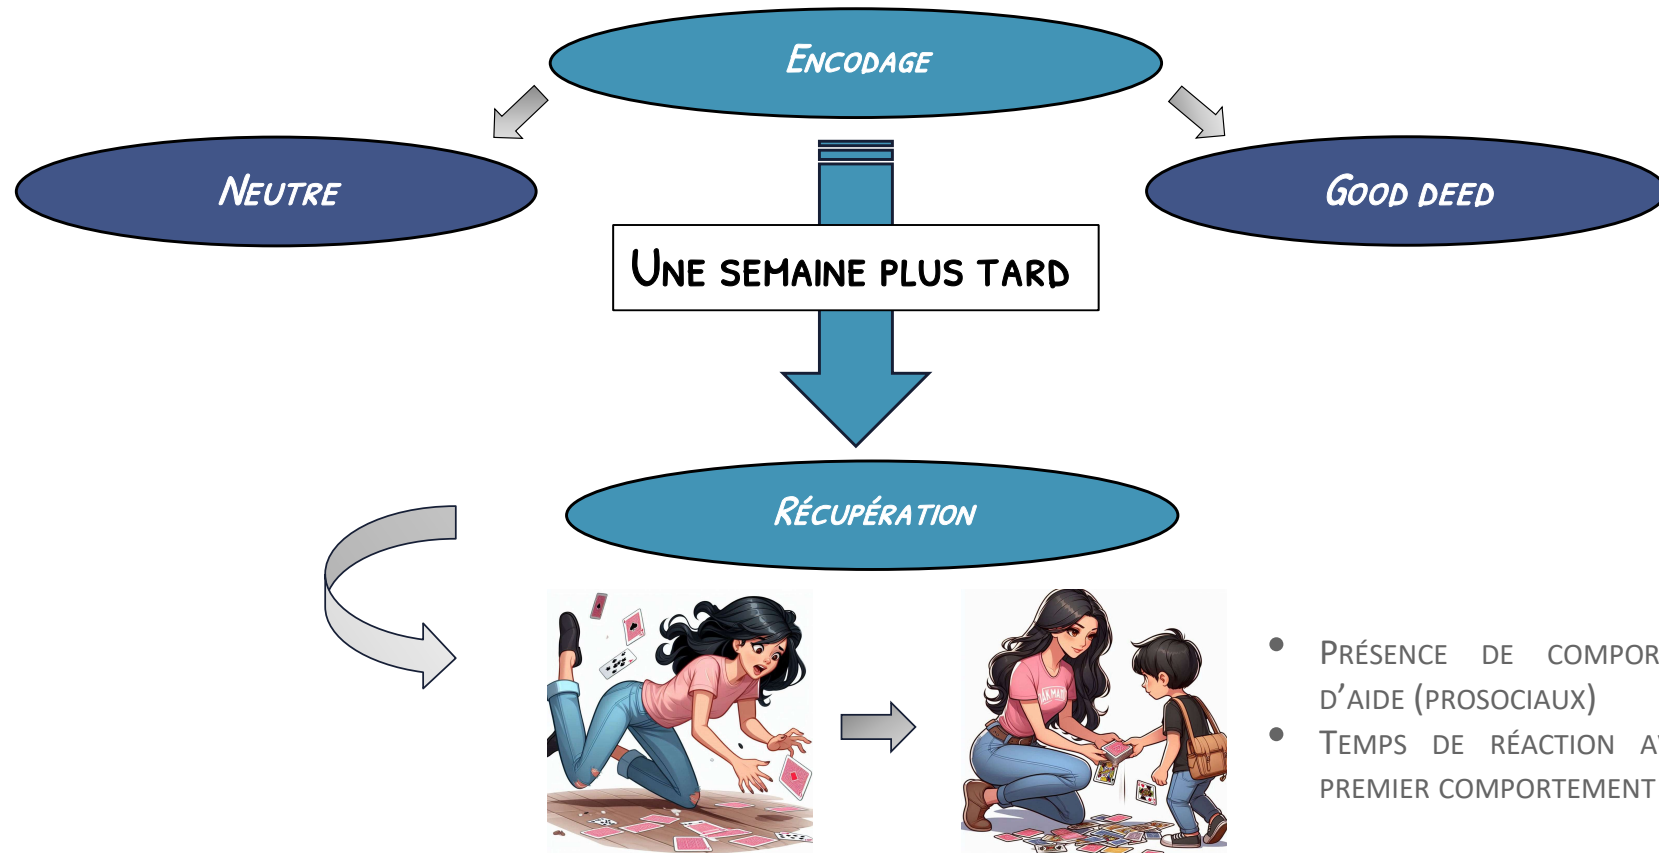 ENCODAGE
NEUTRE
GOOD DEED
UNE SEMAINE PLUS TARD
RÉCUPÉRATION
• PRÉSENCE DE
D'AIDE (PROSOCIAUX)
• TEMPS DE RÉACTION
PREMIER COMPORTEMENT